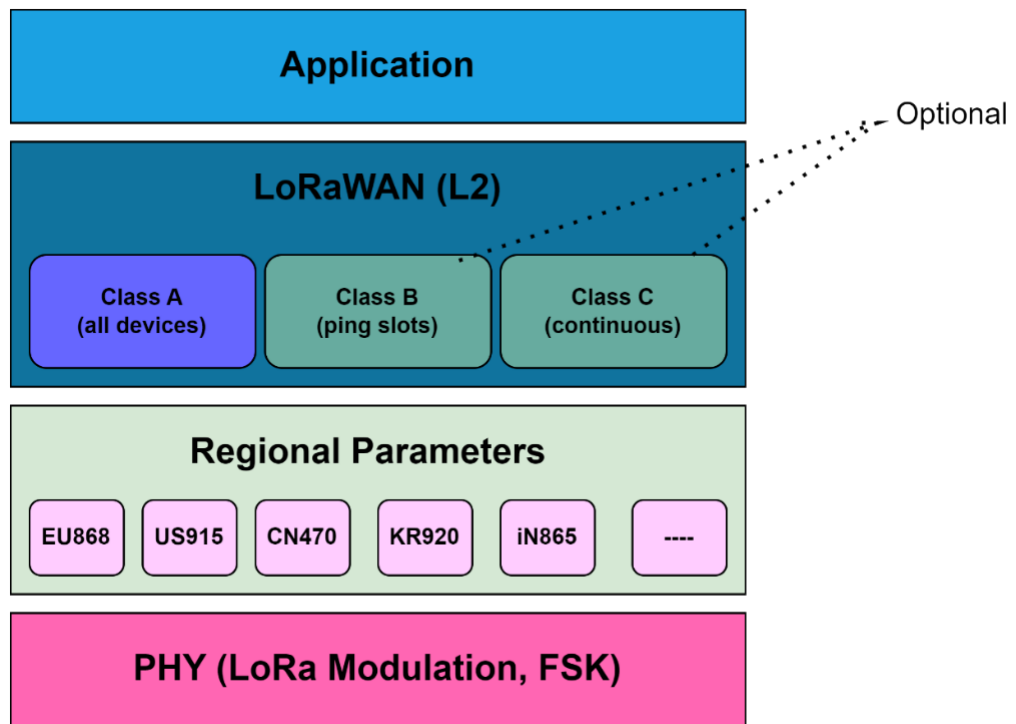 Application
Optional
LoRaWAN (L2)
Class A
(all devices)
Class B
(ping slots)
Class C
(continuous)
Regional Parameters
EU868
US915
CN470
KR920
iN865
----
PHY (LoRa Modulation, FSK)